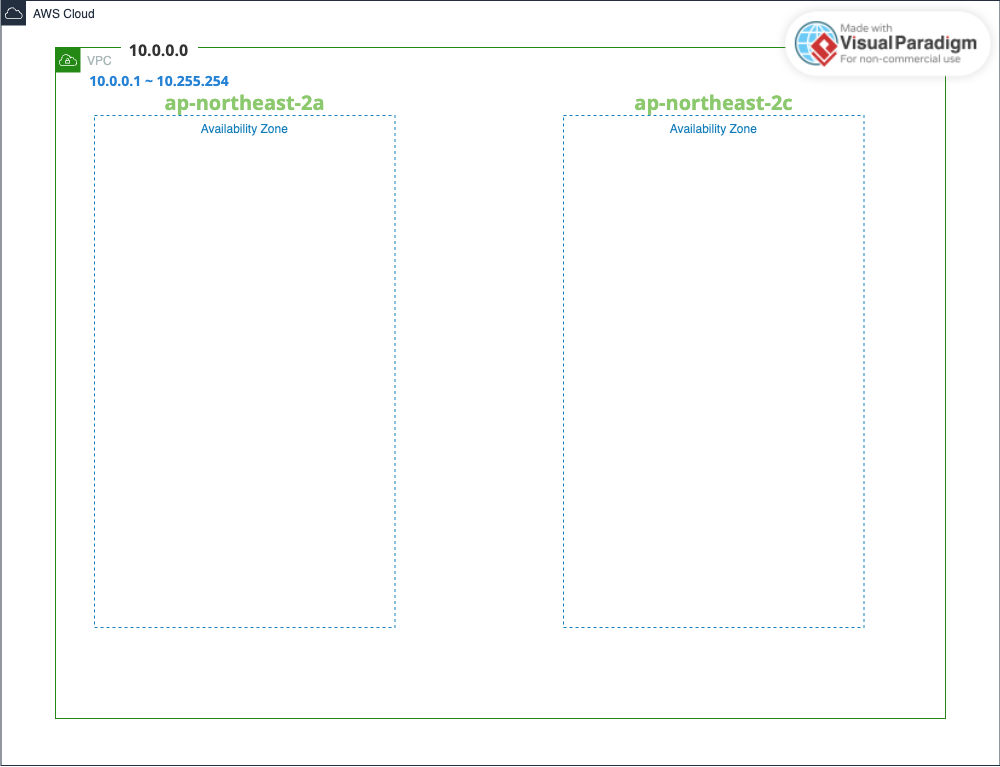 AWS Cloud
Made with
Visual Paradigm
For non-commercial use
10.0.0.0
VPC
10.0.0.1 ~ 10.255.254
ap-northeast-2a
ap-northeast-2c
Availability Zone
Availability Zone